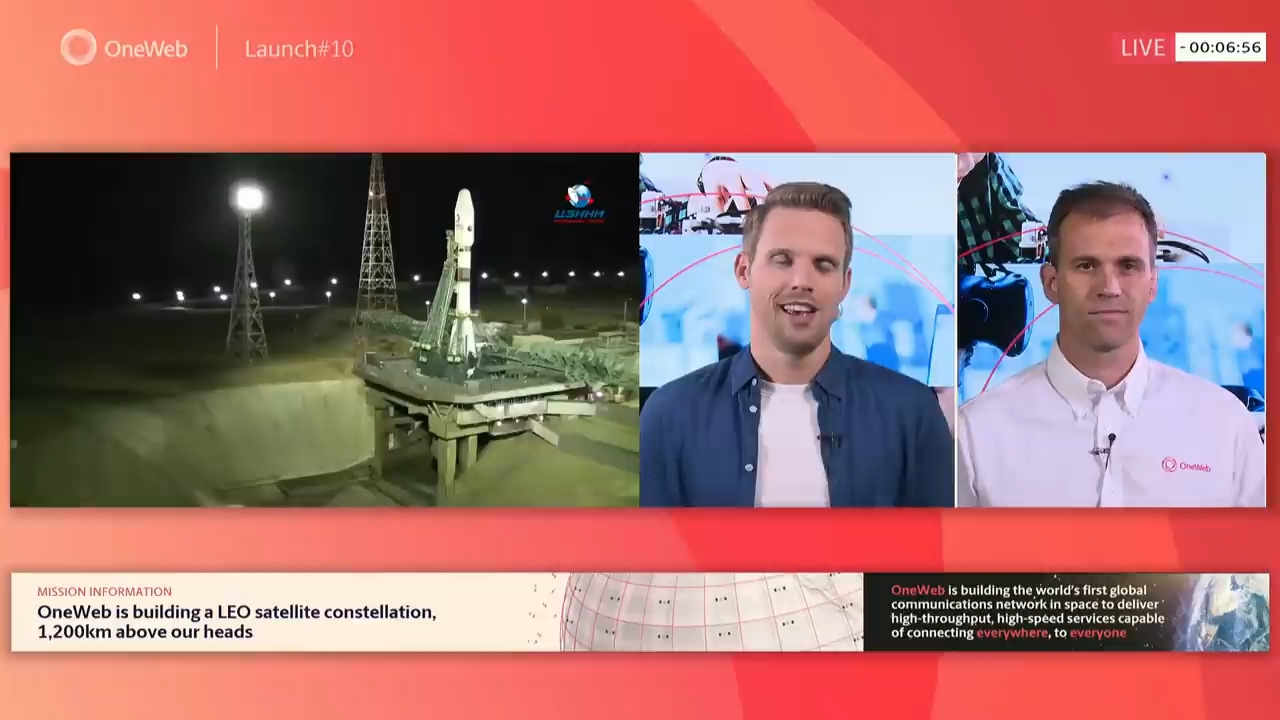 OneWeb
Launch#10
LIVE
-00:06:56
ЦЭНКИ
OneWeb
MISSION INFORMATION
OneWeb is building a LEO satellite constellation,
1,200km above our heads
OneWeb is building the world's first global
communications network in space to deliver
high-throughput, high-speed services capable
of connecting everywhere, to everyone